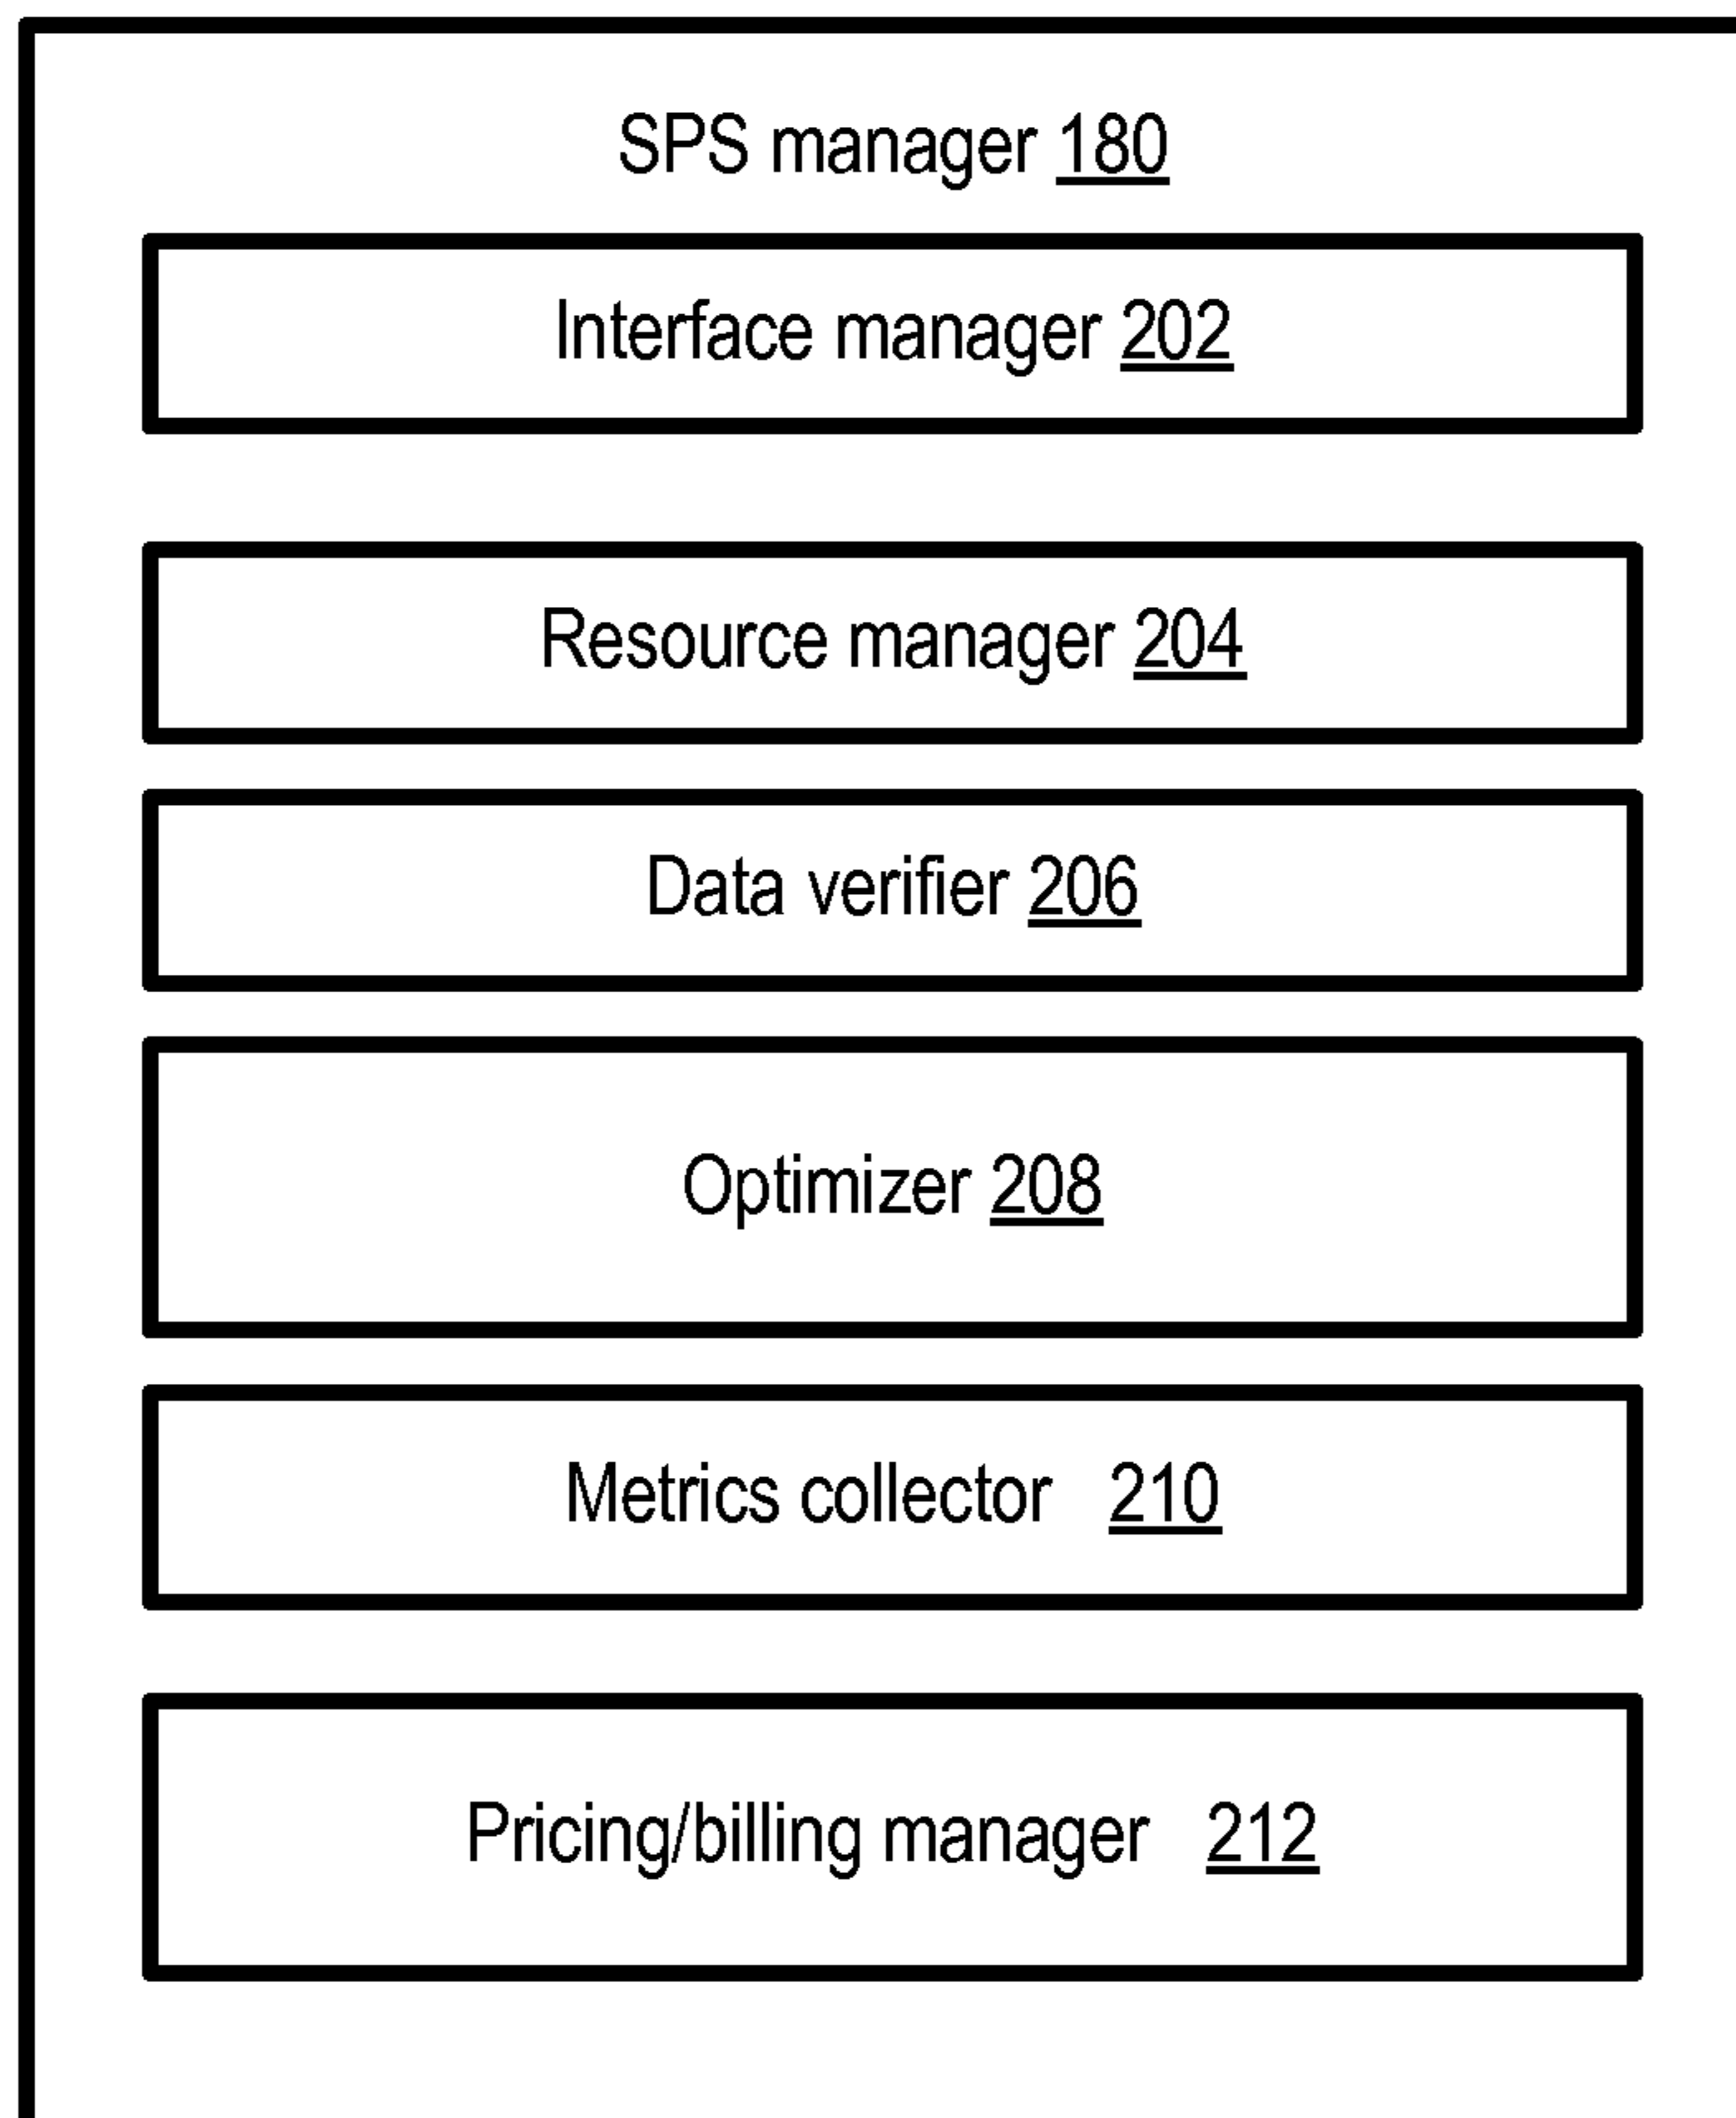 SPS manager 180
Interface manager 202
Resource manager 204
Data verifier 206
Optimizer 208
Metrics collector 210
Pricing/billing manager 212